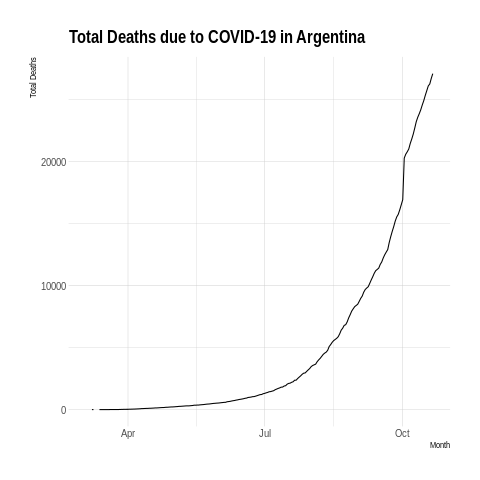 Total Deaths due to COVID-19 in Argentina
Total Deaths
20000
10000
0
Apr
Jul
Oct
Month